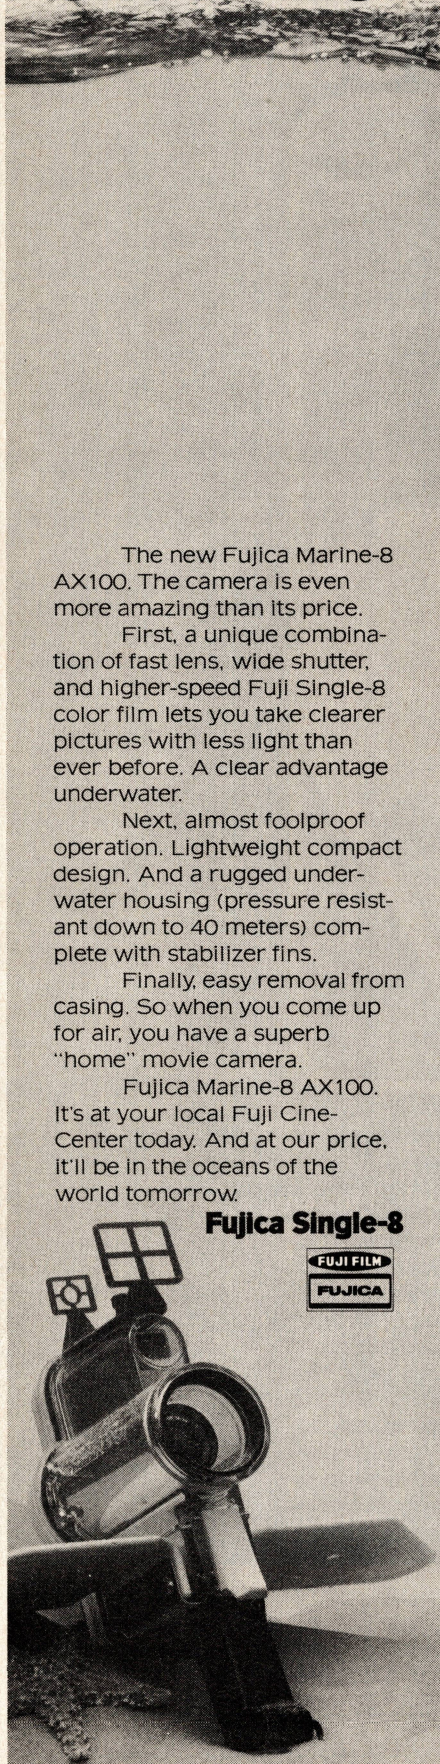 The new Fujica Marine-8
AX100. The camera is even
more amazing than its price.
First, a unique combina-
tion of fast lens, wide shutter,
and higher-speed Fuji Single-8
color film lets you take clearer
pictures with less light than
ever before. A clear advantage
underwater.
Next, almost foolproof
operation. Lightweight compact
design. And a rugged under-
water housing (pressure resist-
ant down to 40 meters) com-
plete with stabilizer fins.
Finally, easy removal from
casing. So when you come up
for air, you have a superb
"home" movie camera.
Fujica Marine-8 AX100.
It's at your local Fuji Cine-
Center today. And at our price,
it'll be in the oceans of the
world tomorrow.
Fujica Single-8
FUJI FILM
FUJICA